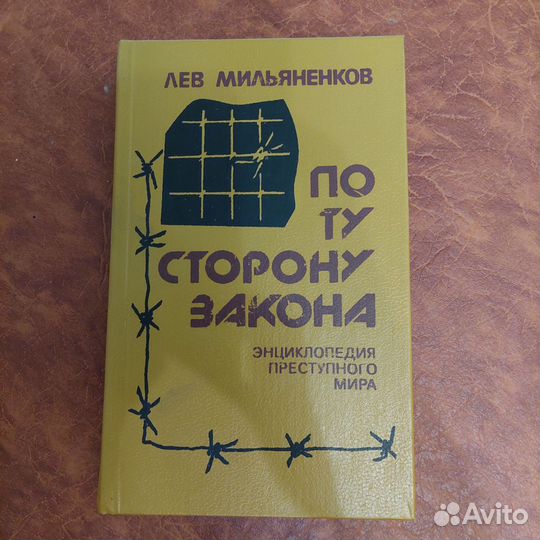 ЛЕВ МИЛЬЯНЕНКОВ
ПО
ТУ
СТОРОНУ
ЗАКОНА
ЭНЦИКЛОПЕДИЯ
ПРЕСТУПНОГО
МИРА
Avito